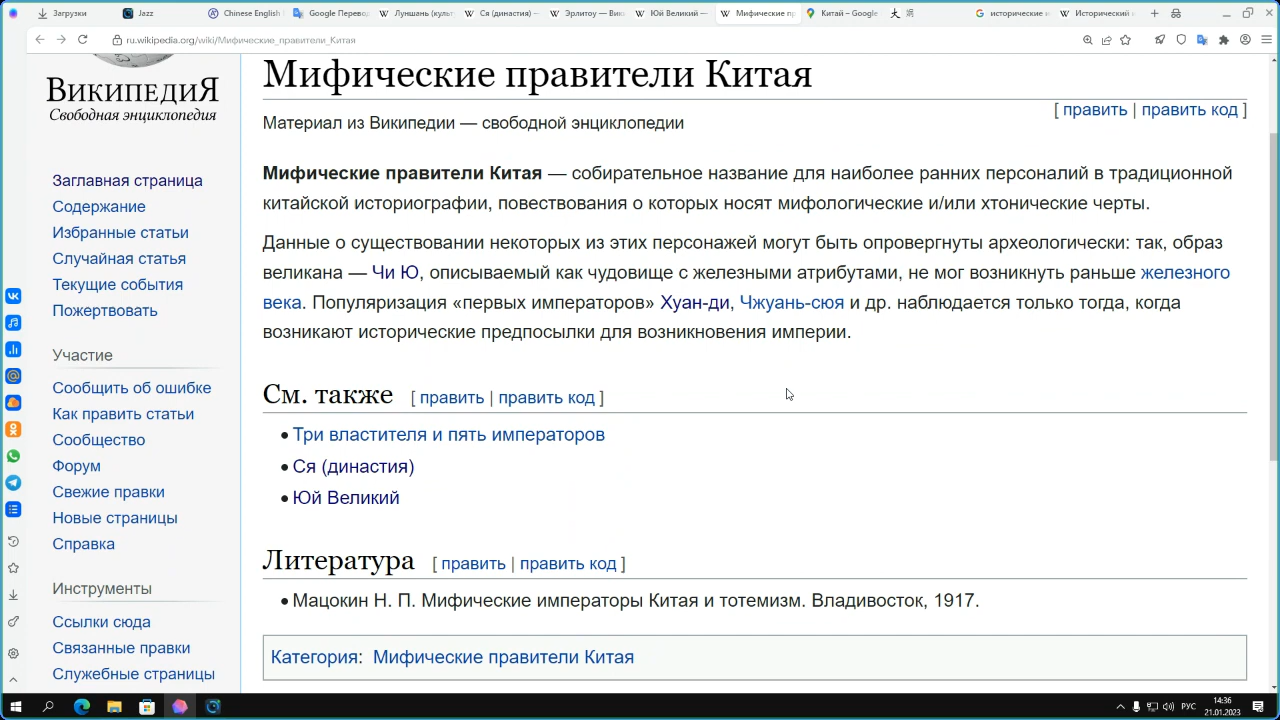 Загрузки
Jazz
Chinese English
Google Перево
Луншань (куль
Ся (династия) –
Эрлитоу — Вик
Юй Великий —
Мифические пр
Китай – Google
исторические и
Исторический
ru.wikipedia.org/wiki/Мифические_правители_Китая
ВикипедиЯ
Свободная энциклопедия
Заглавная страница
Содержание
Избранные статьи
Случайная статья
Текущие события
Пожертвовать
Участие
Сообщить об ошибке
Как править статьи
Сообщество
Форум
Свежие правки
Новые страницы
Справка
Инструменты
Ссылки сюда
Связанные правки
Служебные страницы
Мифические правители Китая
[ править | править код ]
Материал из Википедии — свободной энциклопедии
Мифические правители Китая — собирательное название для наиболее ранних персоналий в традиционной
китайской историографии, повествования о которых носят мифологические и/или хтонические черты.
Данные о существовании некоторых из этих персонажей могут быть опровергнуты археологически: так, образ
великана — Чи Ю, описываемый как чудовище с железными атрибутами, не мог возникнуть раньше железного
века. Популяризация «первых императоров» Хуан-ди, Чжуань-сюя и др. наблюдается только тогда, когда
возникают исторические предпосылки для возникновения империи.
См. также [ править | править код ]
Три властителя и пять императоров
Ся (династия)
Юй Великий
Литература [ править | править код ]
Мацокин Н. П. Мифические императоры Китая и тотемизм. Владивосток, 1917.
Категория: Мифические правители Китая
РУС
14:36
21.01.2023